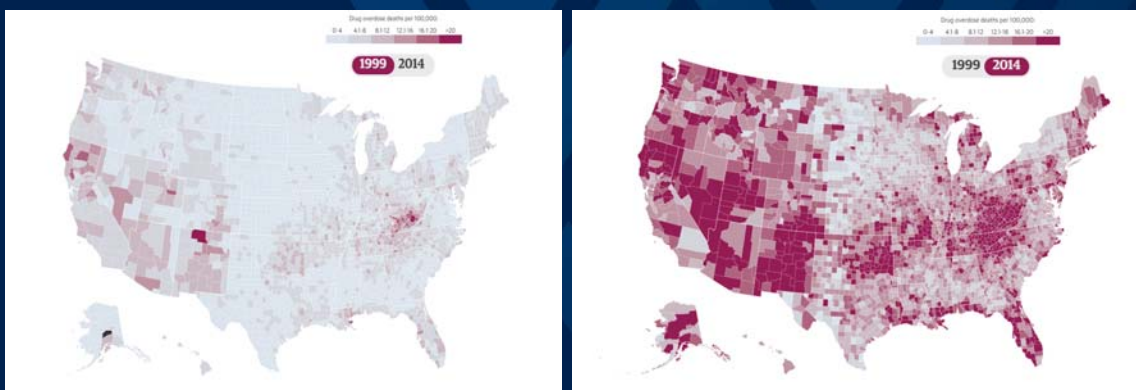 Drug overdose deaths per 100,000:
0-4 4.1-8 8.1-12 12.1-16 16.1-20 >20
1999 2014
Drug overdose deaths per 100,000:
0-4 4.1-8 8.1-12 12.1-16 16.1-20 >20
1999 2014